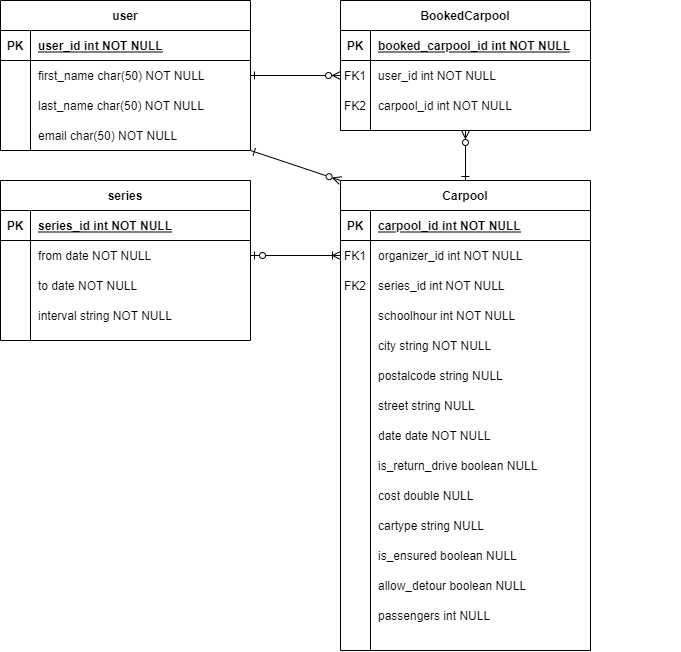 user
PK user_id int NOT NULL
first_name char(50) NOT NULL
last_name char(50) NOT NULL
email char(50) NOT NULL
BookedCarpool
PK booked_carpool_id int NOT NULL
FK1 user_id int NOT NULL
FK2 carpool_id int NOT NULL
series
PK series_id int NOT NULL
from date NOT NULL
to date NOT NULL
interval string NOT NULL
Carpool
PK carpool_id int NOT NULL
FK1 organizer_id int NOT NULL
FK2 series_id int NOT NULL
schoolhour int NOT NULL
city string NOT NULL
postalcode string NULL
street string NULL
date date NOT NULL
is_return_drive boolean NULL
cost double NULL
cartype string NULL
is_ensured boolean NULL
allow_detour boolean NULL
passengers int NULL